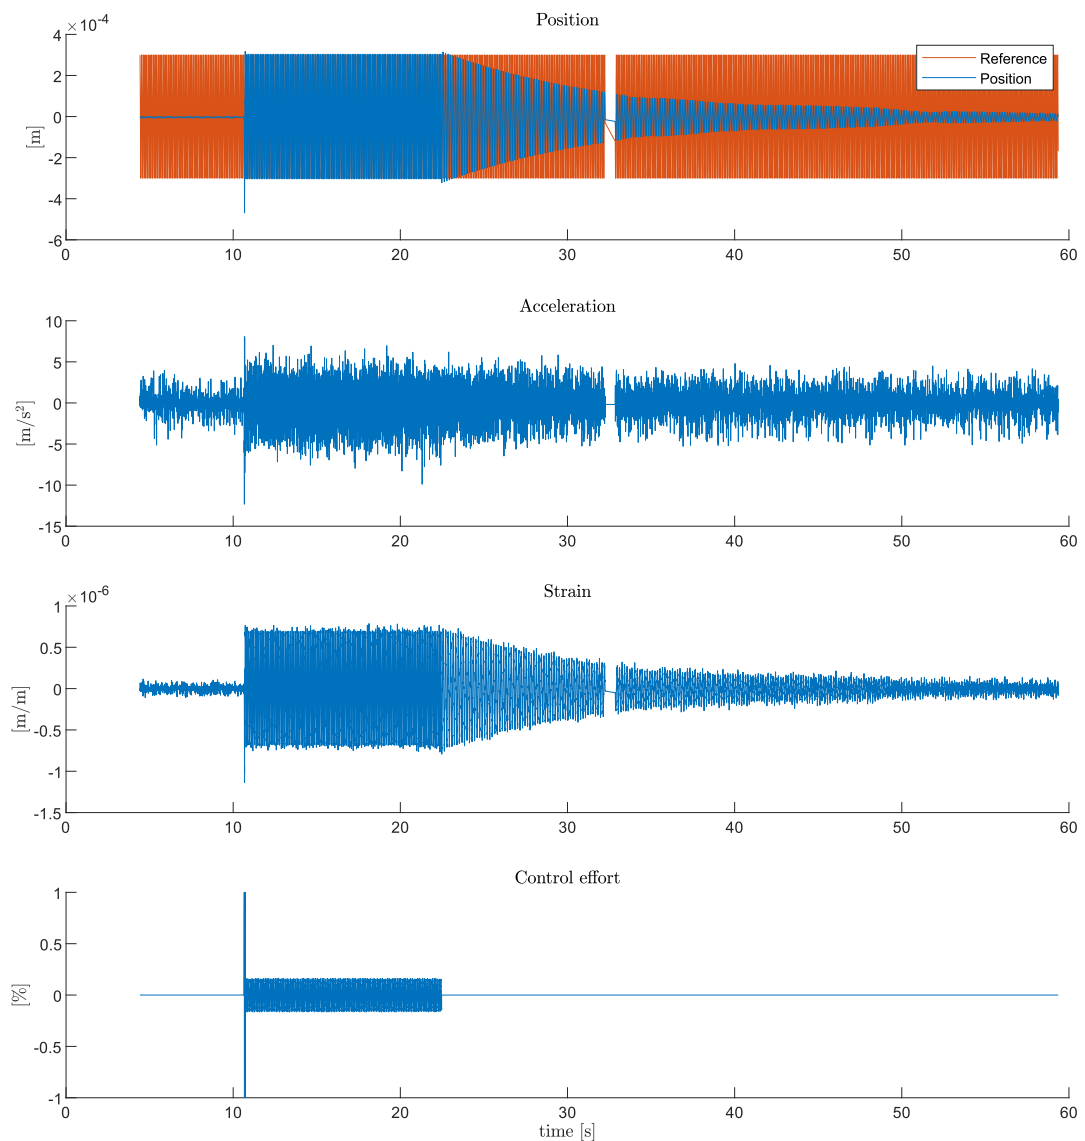 Position
×10-4
4
2
0
-2
-4
-6
[m]
Reference
Position
0 10 20 30 40 50 60
Acceleration
10
5
0
-5
-10
-15
[m/s2]
0 10 20 30 40 50 60
Strain
×10-6
1
0.5
0
-0.5
-1
-1.5
[m/m]
0 10 20 30 40 50 60
Control effort
1
0.5
0
-0.5
-1
[%]
0 10 20 30 40 50 60
time [s]